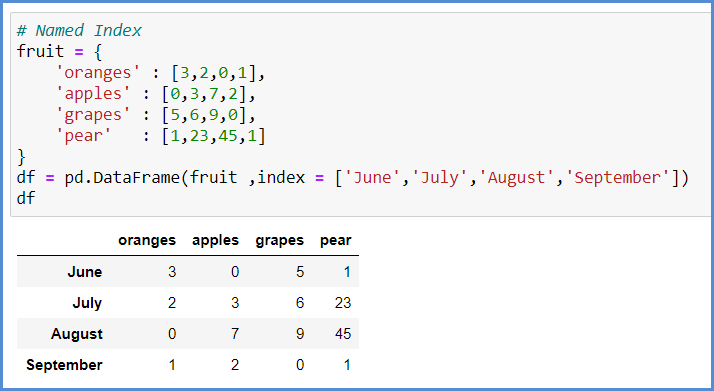 # Named Index
fruit = {
    'oranges' : [3,2,0,1],
    'apples' : [0,3,7,2],
    'grapes' : [5,6,9,0],
    'pear'   : [1,23,45,1]
}
df = pd.DataFrame(fruit ,index = ['June','July','August','September'])
df
oranges apples grapes pear
June 3 0 5 1
July 2 3 6 23
August 0 7 9 45
September 1 2 0 1